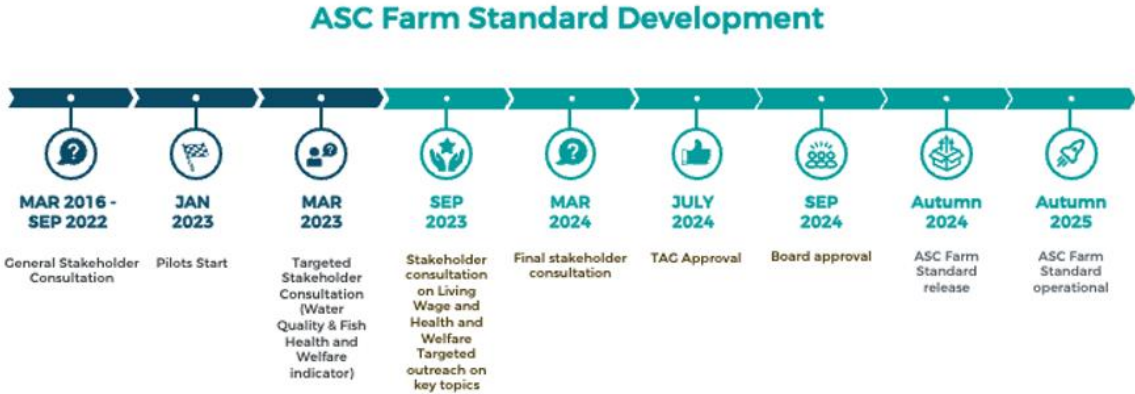 ASC Farm Standard Development
MAR 2016 -
SEP 2022
General Stakeholder
Consultation
JAN
2023
Pilots Start
MAR
2023
Targeted
Stakeholder
Consultation
(Water
Quality & Fish
Health and
Welfare
indicator)
SEP
2023
Stakeholder
consultation
on Living
Wage and
Health and
Welfare
Targeted
outreach on
key topics
MAR
2024
Final stakeholder
consultation
JULY
2024
TAG Approval
SEP
2024
Board approval
Autumn
2024
ASC Farm
Standard
release
Autumn
2025
ASC Farm
Standard
operational